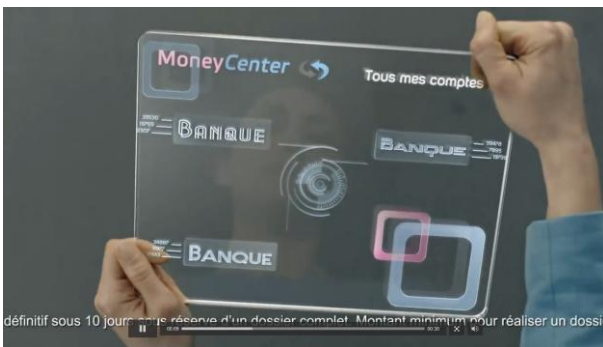 MoneyCenter
Tous mes comptes
BANQUE
BANQUE
BANQUE
définitif sous 10 jours sous réserve d'un dossier complet. Montant minimum pour réaliser un dossi